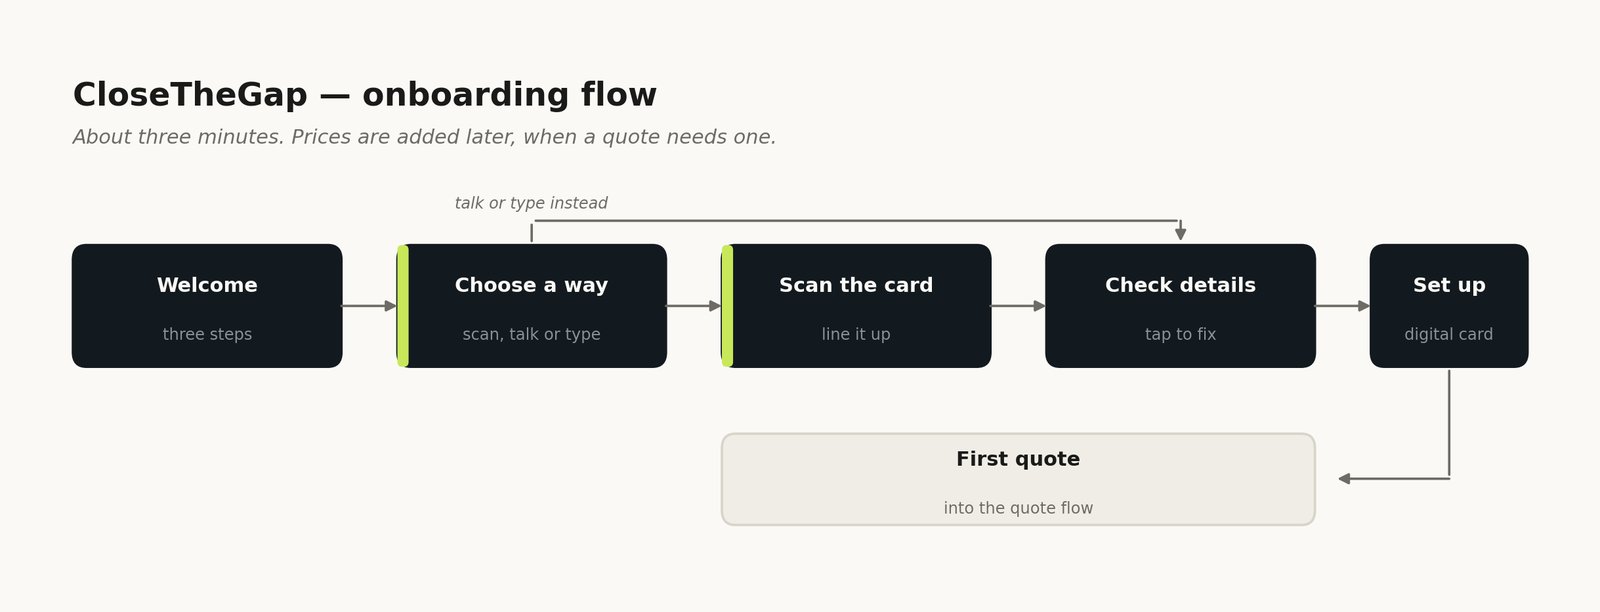 CloseTheGap — onboarding flow
About three minutes. Prices are added later, when a quote needs one.
talk or type instead
Welcome
three steps
Choose a way
scan, talk or type
Scan the card
line it up
Check details
tap to fix
Set up
digital card
First quote
into the quote flow